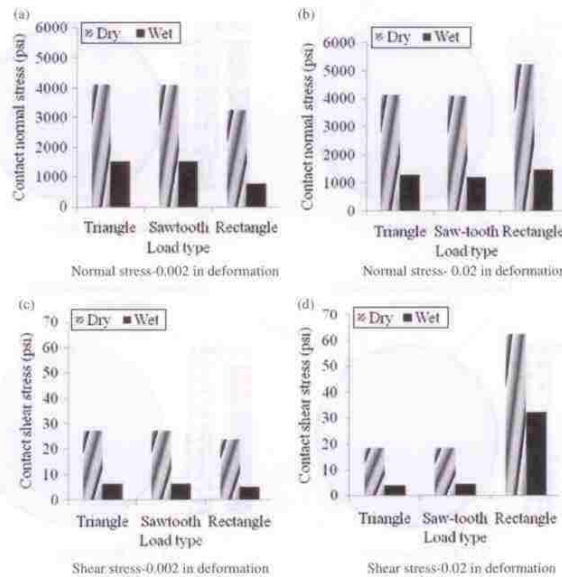 (a)
Dry Wet
Contact normal stress (psi)
6000
5000
4000
3000
2000
1000
0
Triangle Sawtooth Rectangle
Load type
Normal stress-0.002 in deformation
(b)
Dry Wet
Contact normal stress (psi)
6000
5000
4000
3000
2000
1000
0
Triangle Saw-tooth Rectangle
Load type
Normal stress- 0.02 in deformation
(c)
Dry Wet
Contact shear stress (psi)
70
60
50
40
30
20
10
0
Triangle Sawtooth Rectangle
Load type
Shear stress-0.002 in deformation
(d)
Dry Wet
Contact shear stress (psi)
70
60
50
40
30
20
10
0
Triangle Saw-tooth Rectangle
Load type
Shear stress-0.02 in deformation